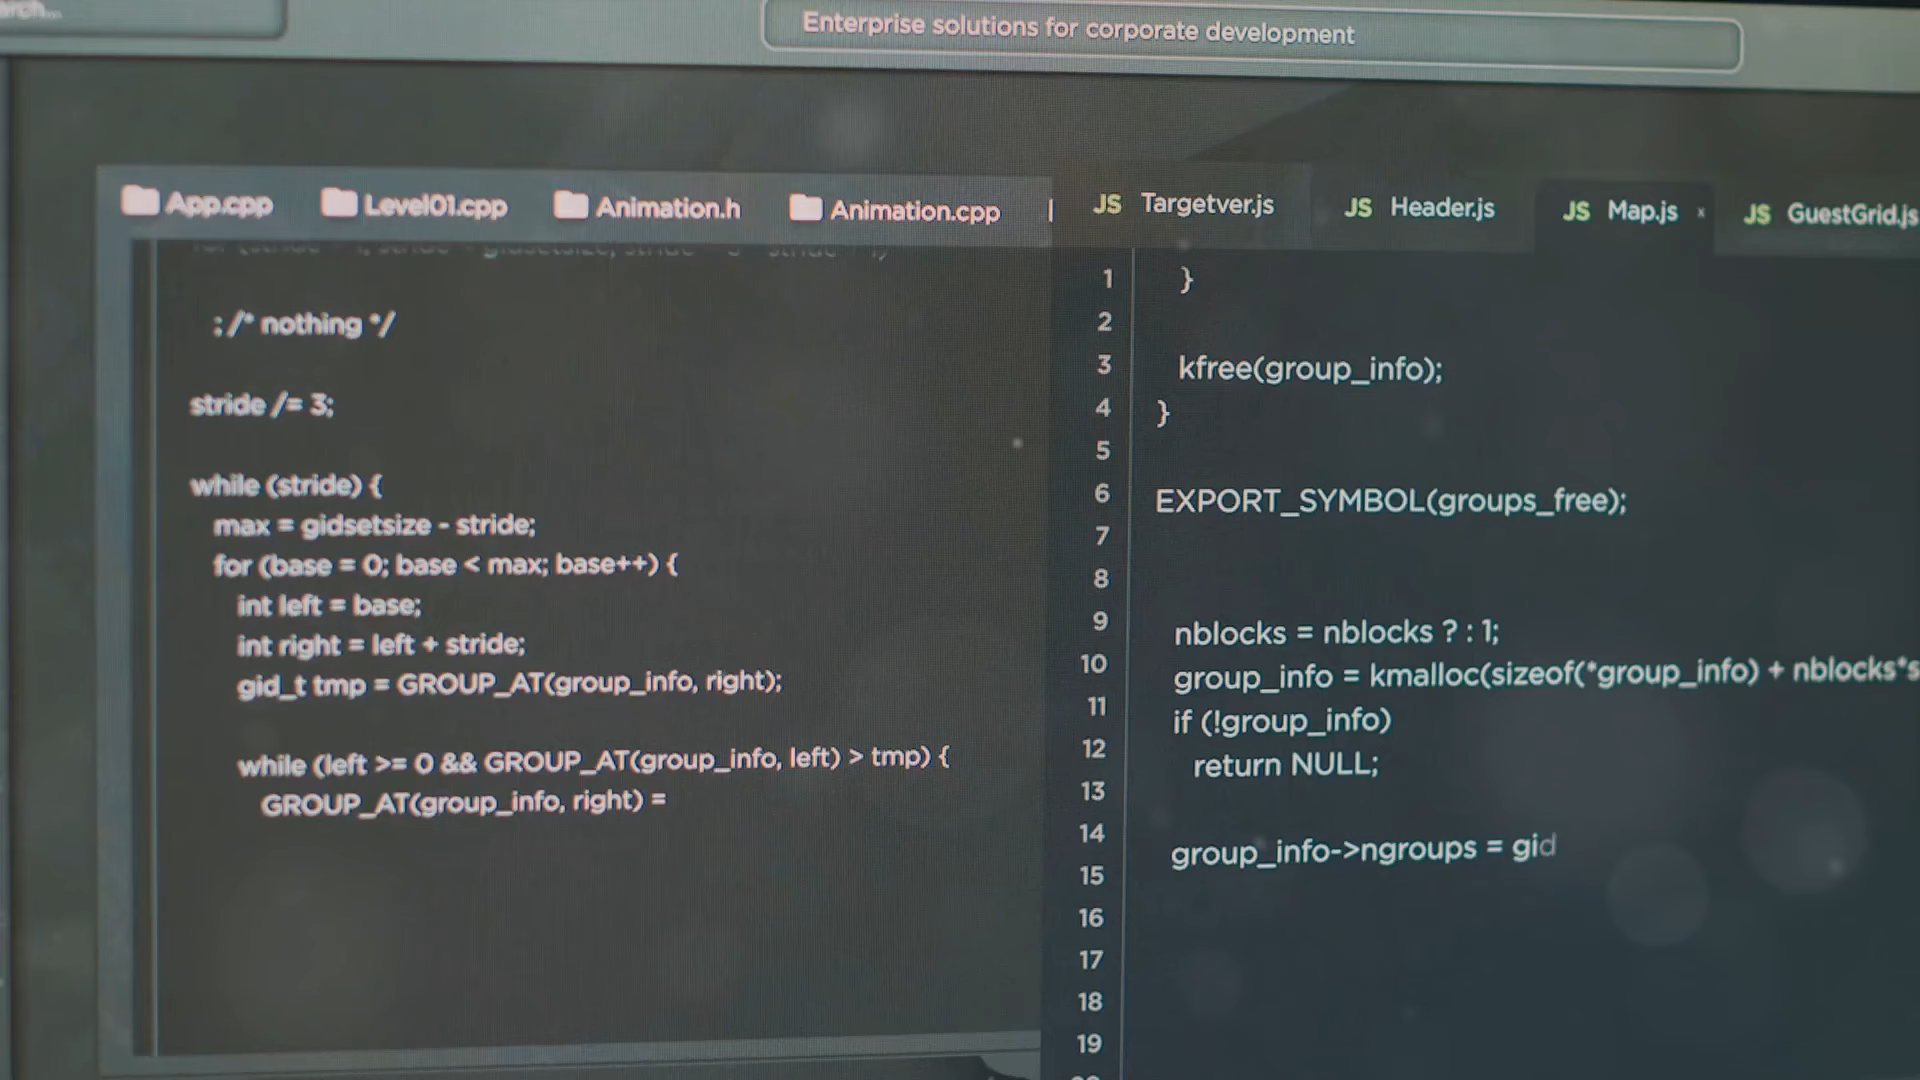 Enterprise solutions for corporate development
App.cpp Level01.cpp Animation.h Animation.cpp
; /* nothing */
stride /= 3;
while (stride) {
max = gidsetsize - stride;
for (base = 0; base < max; base++) {
int left = base;
int right = left + stride;
gid_t tmp = GROUP_AT(group_info, right);
while (left >= 0 && GROUP_AT(group_info, left) > tmp) {
GROUP_AT(group_info, right) =
JS Targetver.js JS Header.js JS Map.js x JS GuestGrid.js
1 }
2
3 kfree(group_info);
4 }
5
6 EXPORT_SYMBOL(groups_free);
7
8
9 nblocks = nblocks ? : 1;
10 group_info = kmalloc(sizeof(*group_info) + nblocks*s
11 if (!group_info)
12 return NULL;
13
14 group_info->ngroups = gid
15
16
17
18
19